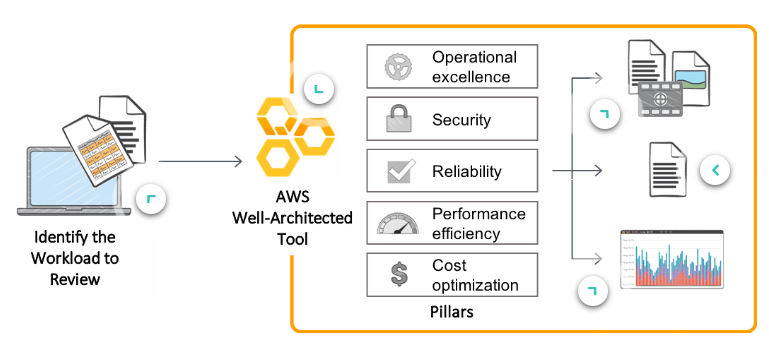 Identify the
Workload to
Review
AWS
Well-Architected
Tool
Operational
excellence
Security
Reliability
Performance
efficiency
$
Cost
optimization
Pillars